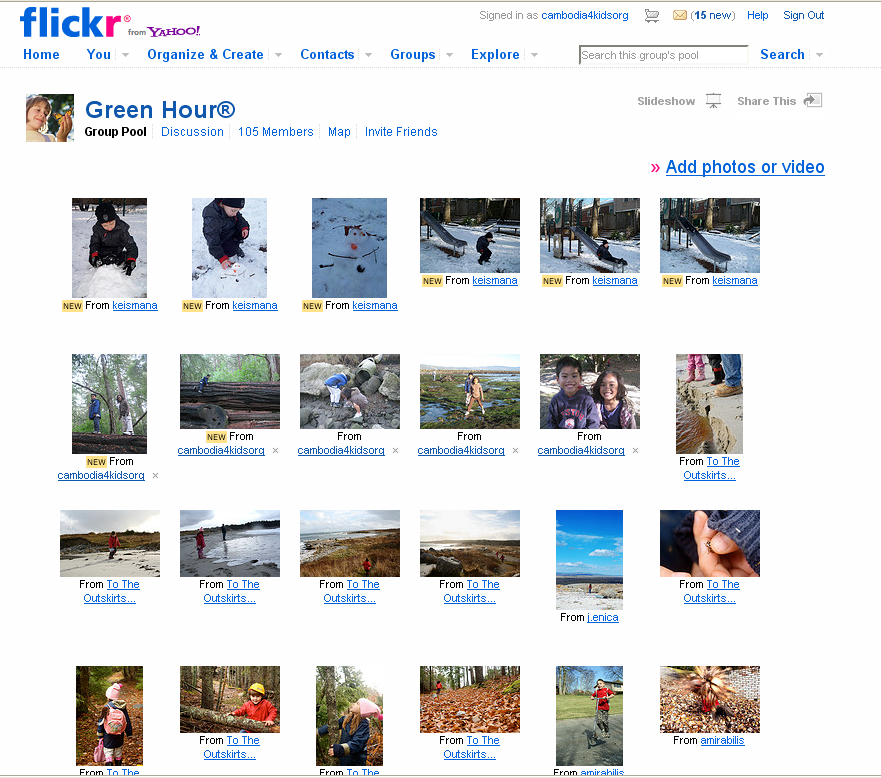 flickr® from YAHOO!
Signed in as cambodia4kidsorg (15 new) Help Sign Out
Home You Organize & Create Contacts Groups Explore Search this group's pool Search
Green Hour®
Slideshow Share This
Group Pool Discussion 105 Members Map Invite Friends
» Add photos or video
NEW From keismana
NEW From keismana
NEW From keismana
NEW From keismana
NEW From keismana
NEW From keismana
NEW From
cambodia4kidsorg ×
NEW From
cambodia4kidsorg ×
From
cambodia4kidsorg ×
From
cambodia4kidsorg ×
From
cambodia4kidsorg ×
From To The
Outskirts...
From To The
Outskirts...
From To The
Outskirts...
From To The
Outskirts...
From To The
Outskirts...
From j.enica
From To The
Outskirts...
From To The
From To The
Outskirts...
From To The
From To The
Outskirts...
From amirabilis
From amirabilis